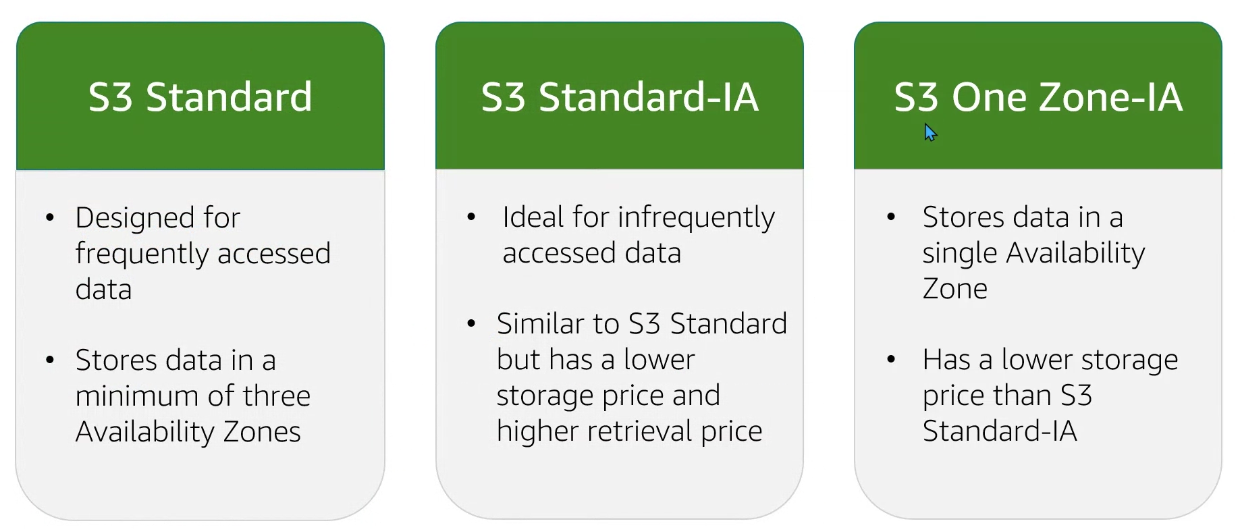 S3 Standard
• Designed for
frequently accessed
data
• Stores data in a
minimum of three
Availability Zones
S3 Standard-IA
• Ideal for infrequently
accessed data
• Similar to S3 Standard
but has a lower
storage price and
higher retrieval price
S3 One Zone-IA
• Stores data in a
single Availability
Zone
• Has a lower storage
price than S3
Standard-IA